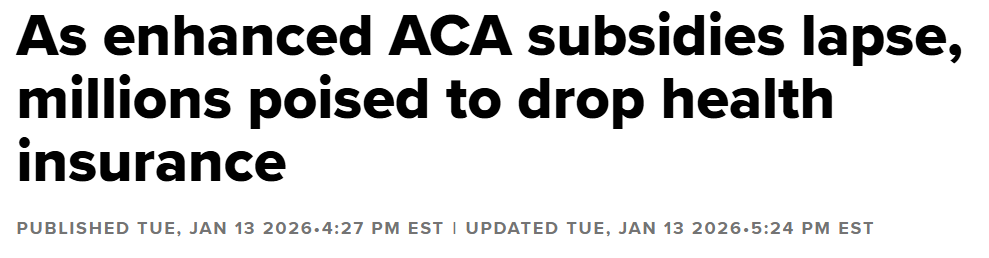 As enhanced ACA subsidies lapse,
millions poised to drop health
insurance
PUBLISHED TUE, JAN 13 2026•4:27 PM EST | UPDATED TUE, JAN 13 2026•5:24 PM EST